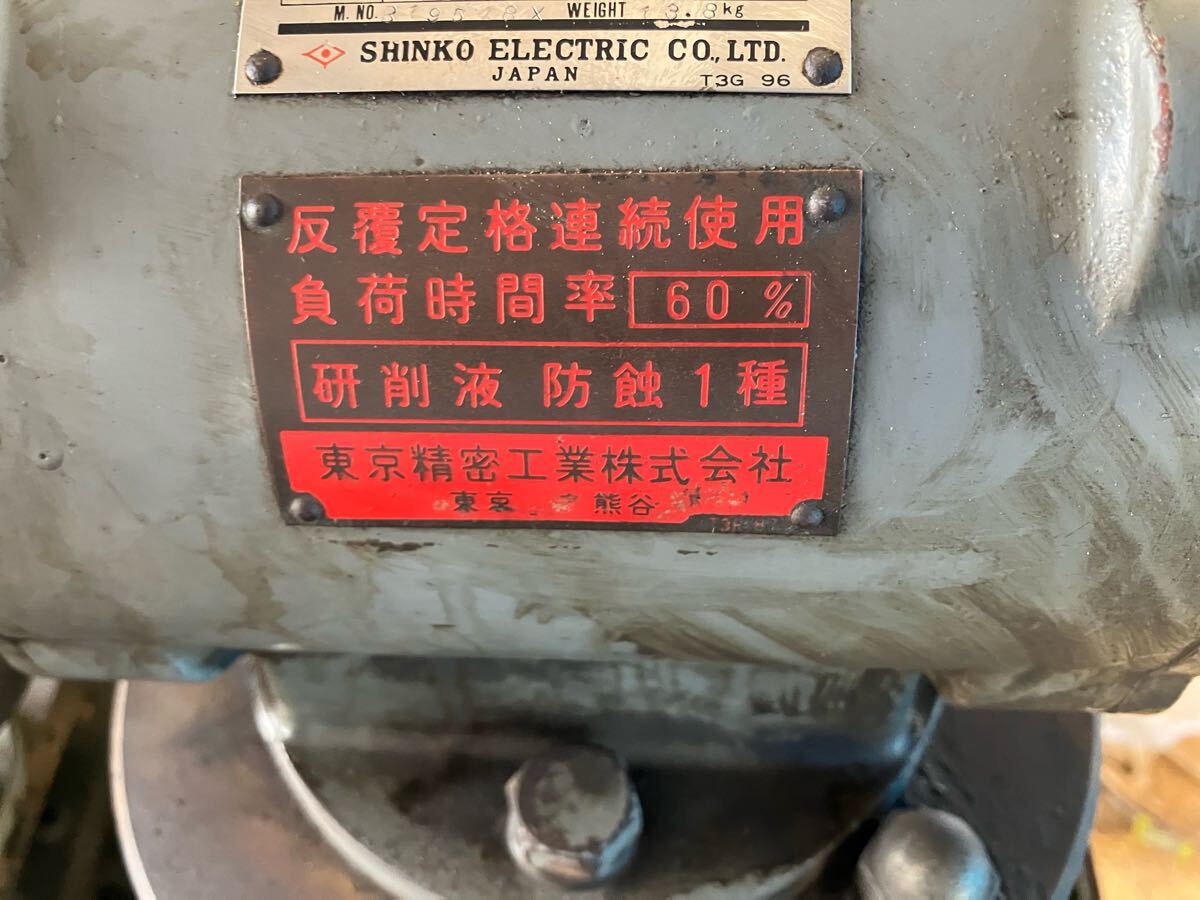 M. NO. WEIGHT 13.8kg
SHINKO ELECTRIC CO., LTD.
JAPAN T3G 96
反覆定格連続使用
負荷時間率 60 %
研削液 防蝕1種
東京精密工業株式会社
東京 熊谷